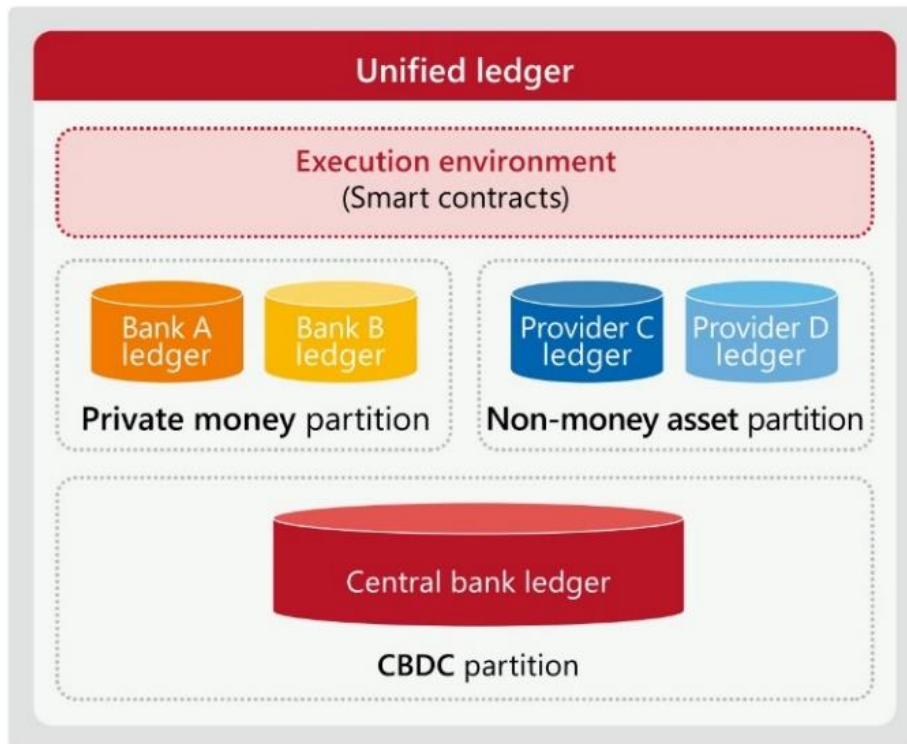 Unified ledger
Execution environment
(Smart contracts)
Bank A
ledger
Bank B
ledger
Private money partition
Provider C
ledger
Provider D
ledger
Non-money asset partition
Central bank ledger
CBDC partition